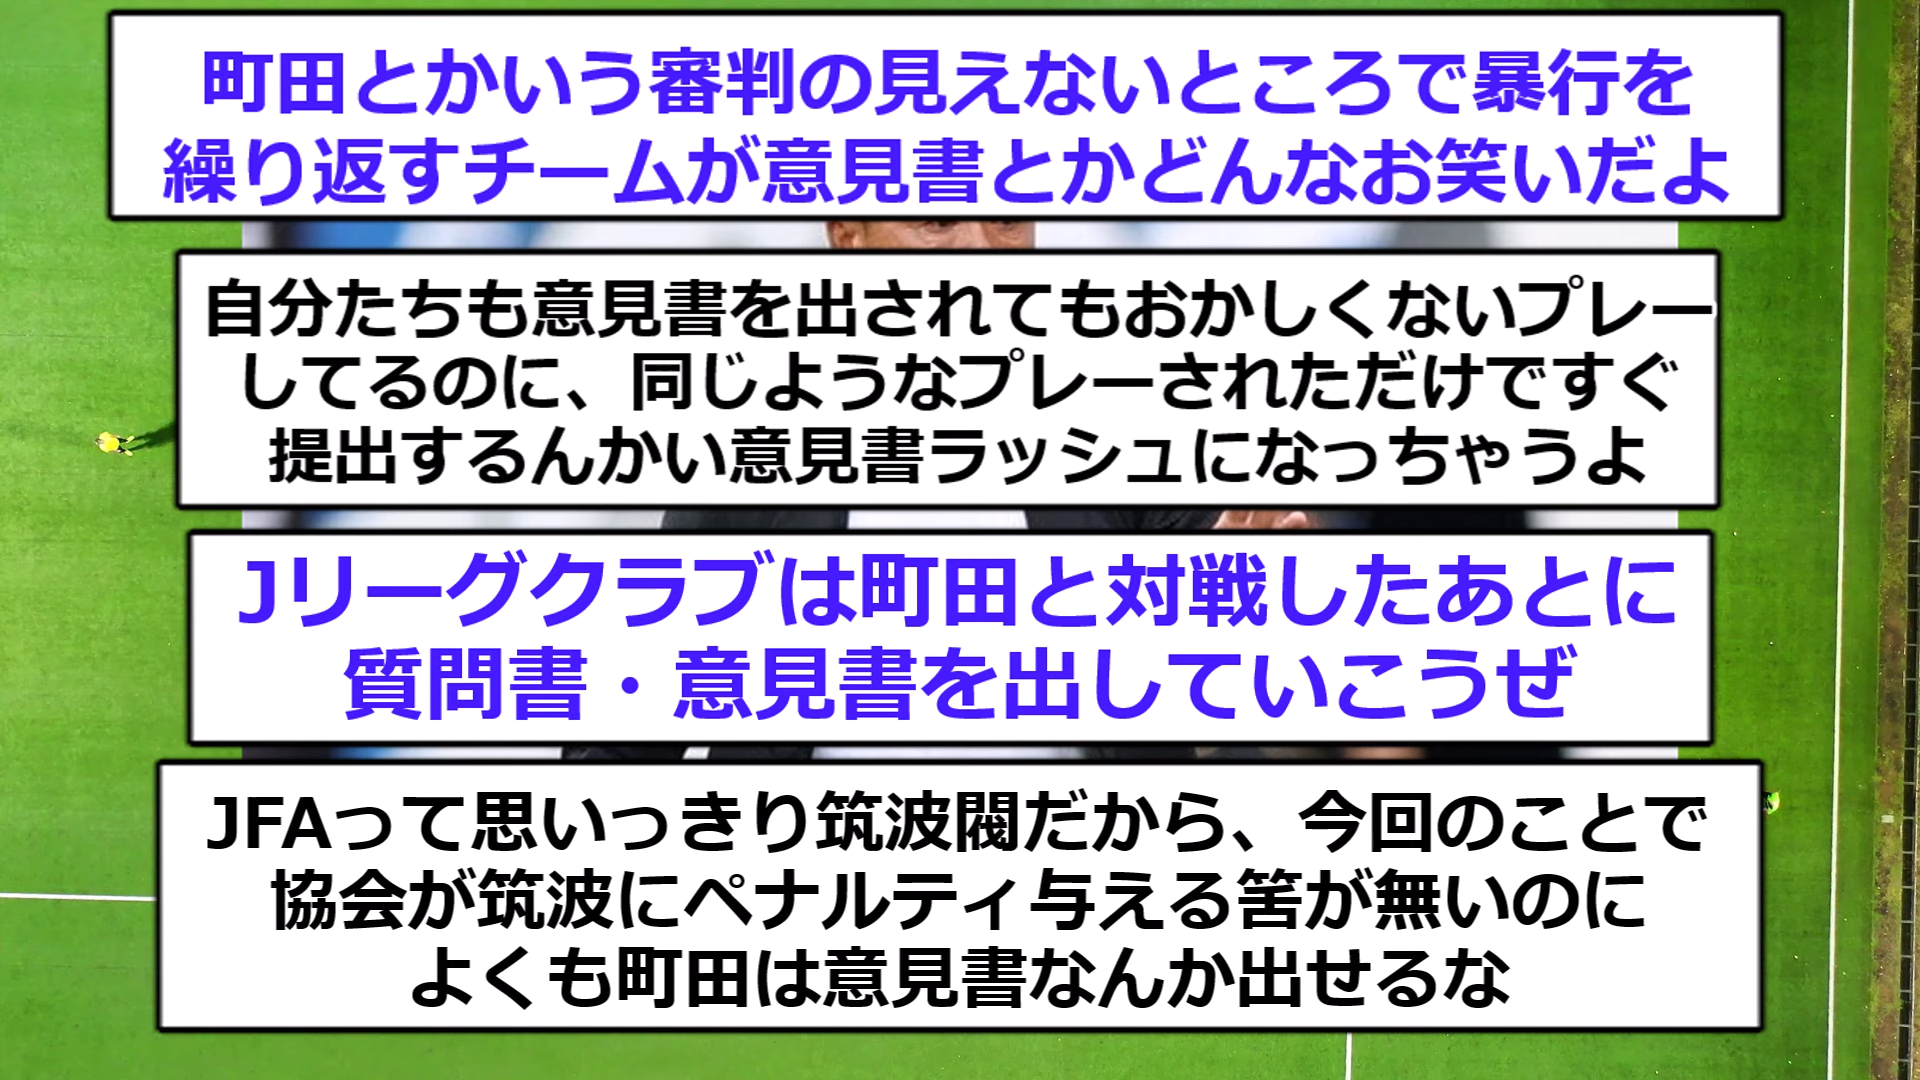 町田とかいう審判の見えないところで暴行を
繰り返すチームが意見書とかどんなお笑いだよ
自分たちも意見書を出されてもおかしくないプレー
してるのに、同じようなプレーされただけですぐ
提出するんかい意見書ラッシュになっちゃうよ
Jリーグクラブは町田と対戦したあとに
質問書・意見書を出していこうぜ
JFAって思いっきり筑波閥だから、今回のことで
協会が筑波にペナルティ与える筈が無いのに
よくも町田は意見書なんか出せるな